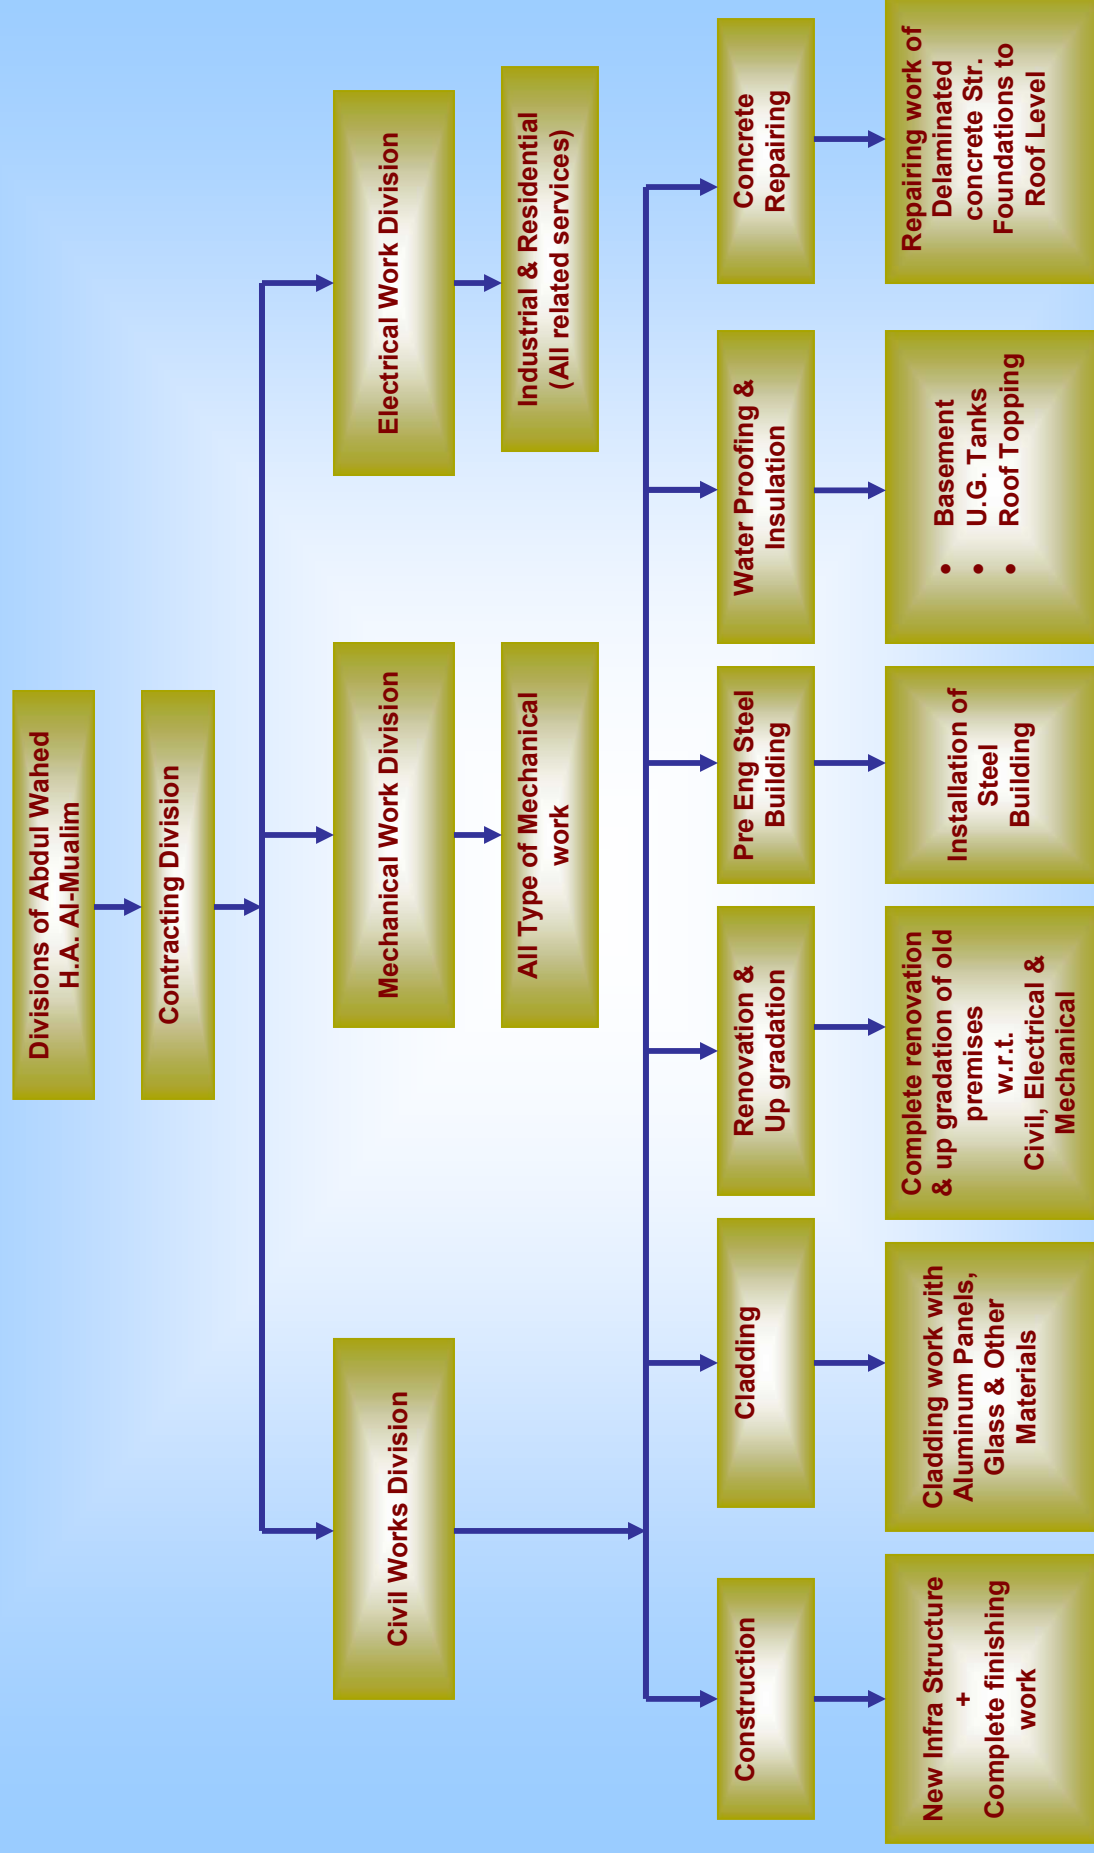 Divisions of Abdul Wahed
H.A. Al-Mualim
Contracting Division
Civil Works Division
Mechanical Work Division
Electrical Work Division
All Type of Mechanical
work
Industrial & Residential
(All related services)
Construction
Cladding
Renovation &
Up gradation
Pre Eng Steel
Building
Water Proofing &
Insulation
Concrete
Repairing
New Infra Structure
+
Complete finishing
work
Cladding work with
Aluminum Panels,
Glass & Other
Materials
Complete renovation
& up gradation of old
premises
w.r.t.
Civil, Electrical &
Mechanical
Installation of
Steel
Building
• Basement
• U.G. Tanks
• Roof Topping
Repairing work of
Delaminated
concrete Str.
Foundations to
Roof Level